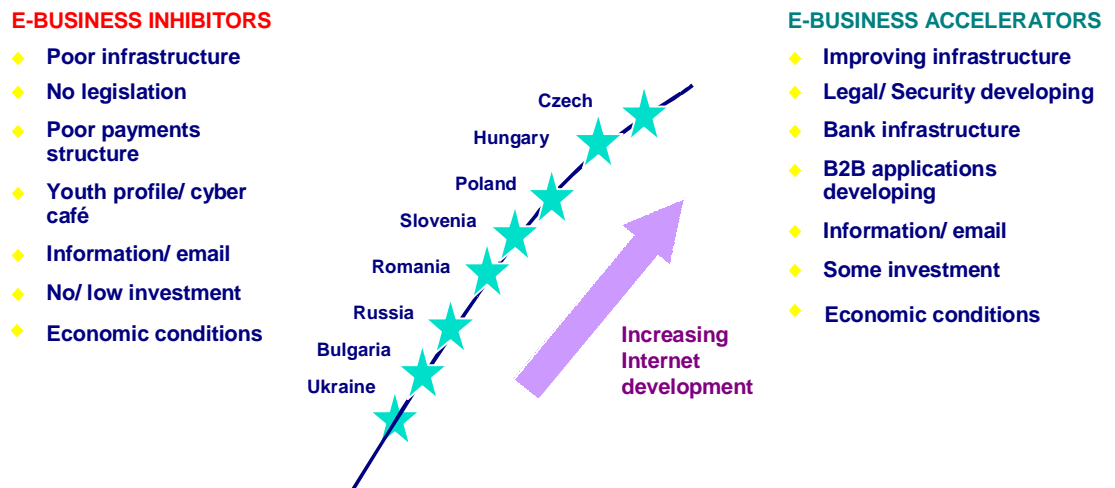 E-BUSINESS INHIBITORS
Poor infrastructure
No legislation
Poor payments
structure
Youth profile/ cyber
café
Information/ email
No/ low investment
Economic conditions
Czech
Hungary
Poland
Slovenia
Romania
Russia
Bulgaria
Ukraine
Increasing
Internet
development
E-BUSINESS ACCELERATORS
Improving infrastructure
Legal/ Security developing
Bank infrastructure
B2B applications
developing
Information/ email
Some investment
Economic conditions